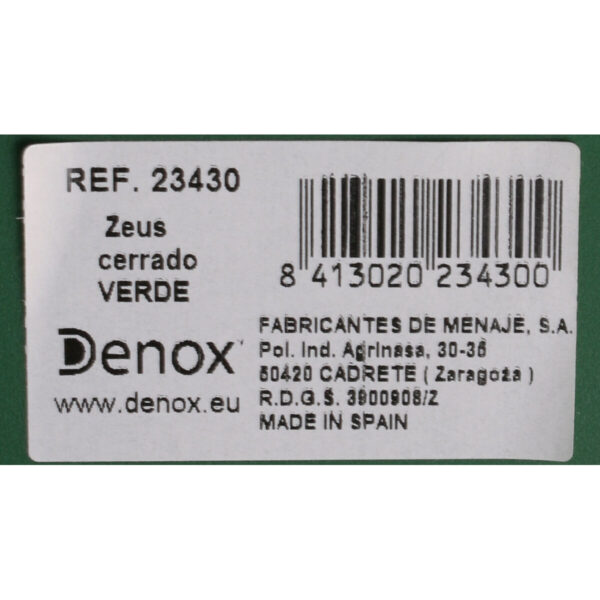 REF. 23430
Zeus
cerrado
VERDE
8 413020 234300
Denox
www.denox.eu
FABRICANTES DE MENAJE, S.A.
Pol. Ind. Agrinasa, 30-36
50420 CADRETE ( Zaragoza )
R.D.G.S. 3900908/Z
MADE IN SPAIN